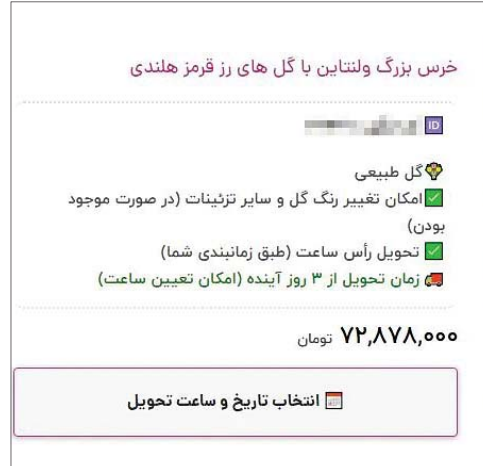 خرس بزرگ ولنتاین با گل های رز قرمز هلندی
ID
گل طبیعی
امکان تغییر رنگ گل و سایر تزئینات (در صورت موجود
بودن)
تحویل رأس ساعت (طبق زمانبندی شما)
زمان تحویل از ۳ روز آینده (امکان تعیین ساعت)
۷۲,۸۷۸,۰۰۰ تومان
انتخاب تاریخ و ساعت تحویل